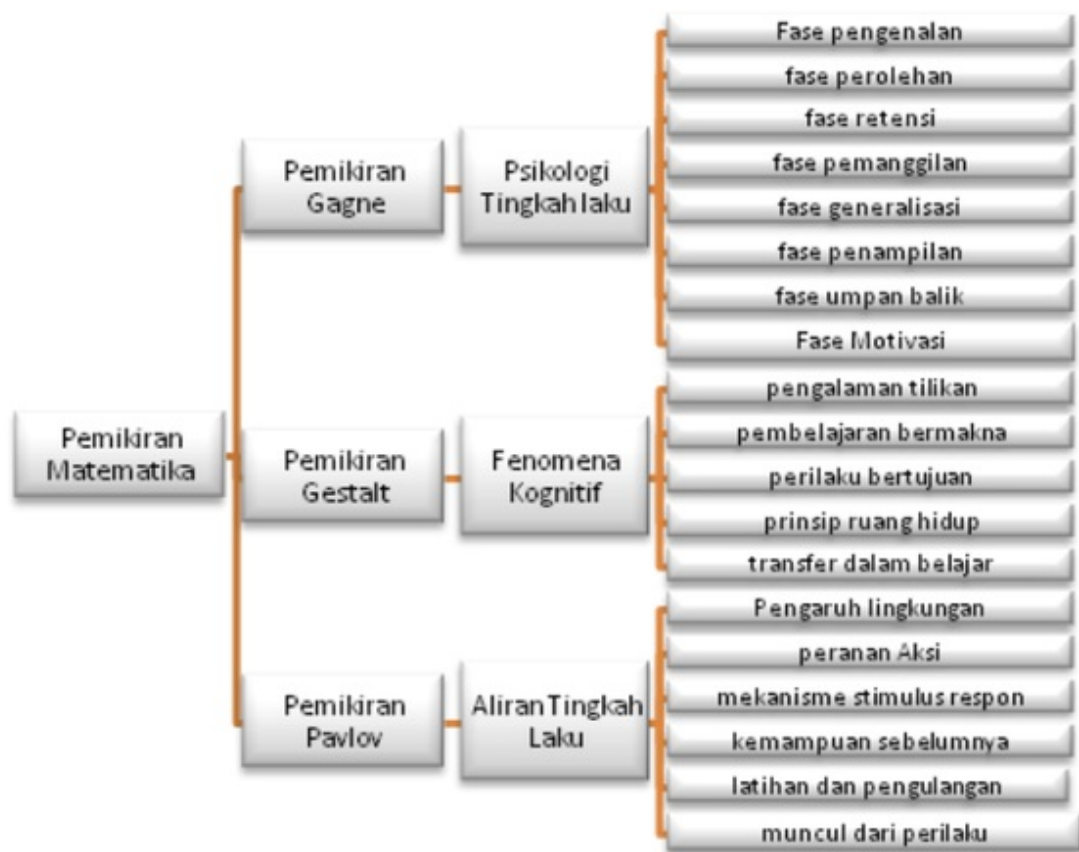 Pemikiran
Matematika
Pemikiran
Gagne
Psikologi
Tingkah laku
Fase pengenalan
fase perolehan
fase retensi
fase pemanggilan
fase generalisasi
fase penampilan
fase umpan balik
Fase Motivasi
Pemikiran
Gestalt
Fenomena
Kognitif
pengalaman tilikan
pembelajaran bermakna
perilaku bertujuan
prinsip ruang hidup
transfer dalam belajar
Pemikiran
Pavlov
Aliran Tingkah
Laku
Pengaruh lingkungan
peranan Aksi
mekanisme stimulus respon
kemampuan sebelumnya
latihan dan pengulangan
muncul dari perilaku